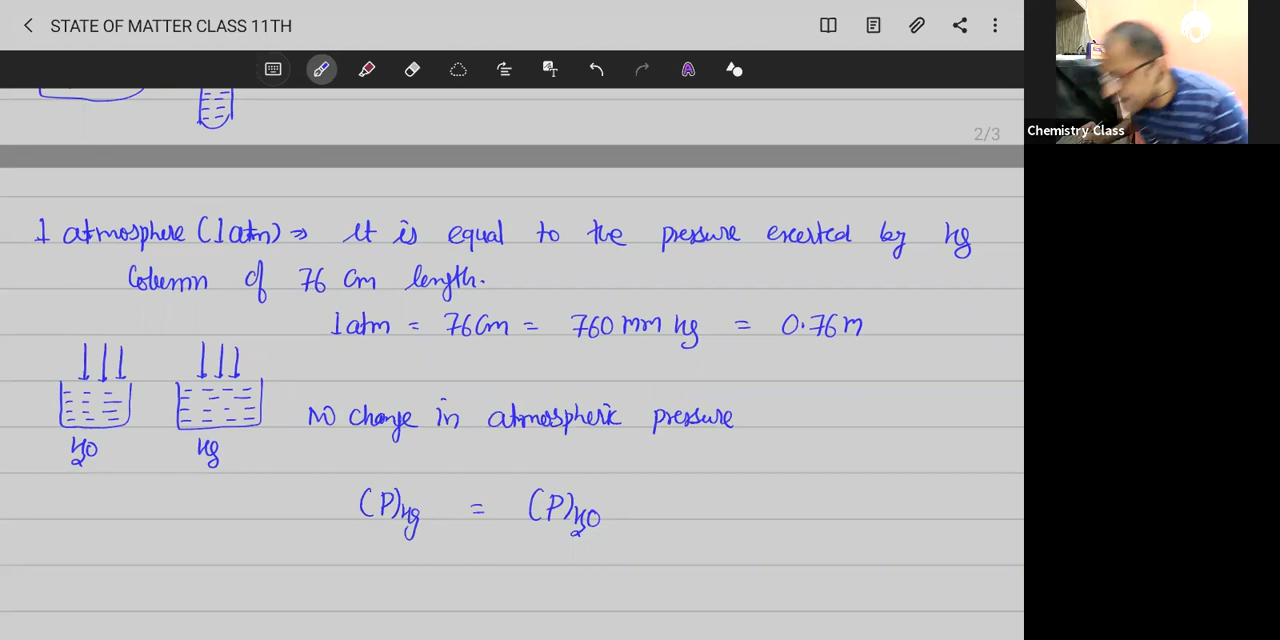 STATE OF MATTER CLASS 11TH
Chemistry Class
2/3
1 atmosphere (1atm) ⇒ It is equal to the pressure excerted by Hg
Column of 76 Cm length.
1atm = 76Cm = 760 mm Hg = 0.76m
NO change in atmospheric pressure
H₂O Hg
(P)Hg = (P)H₂O